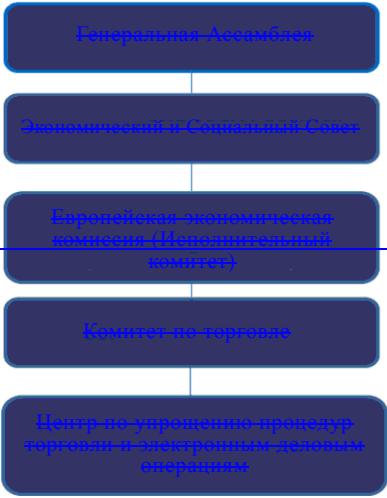 Генеральная Ассамблея
Экономический и Социальный Совет
Европейская экономическая
комиссия (Исполнительный
комитет)
Комитет по торговле
Центр по упрощению процедур
торговли и электронным деловым
операциям